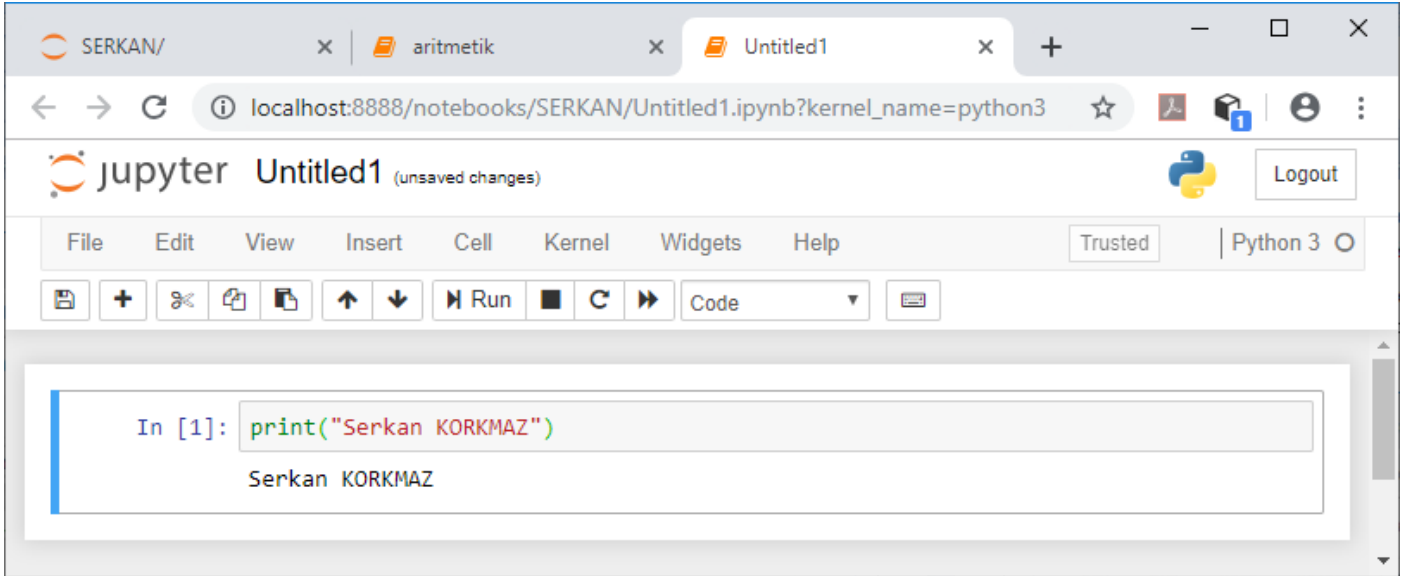 SERKAN/ aritmetik Untitled1
localhost:8888/notebooks/SERKAN/Untitled1.ipynb?kernel_name=python3
1
jupyter Untitled1 (unsaved changes) Logout
File Edit View Insert Cell Kernel Widgets Help Trusted Python 3
Run Code
In [1]: print("Serkan KORKMAZ")
Serkan KORKMAZ